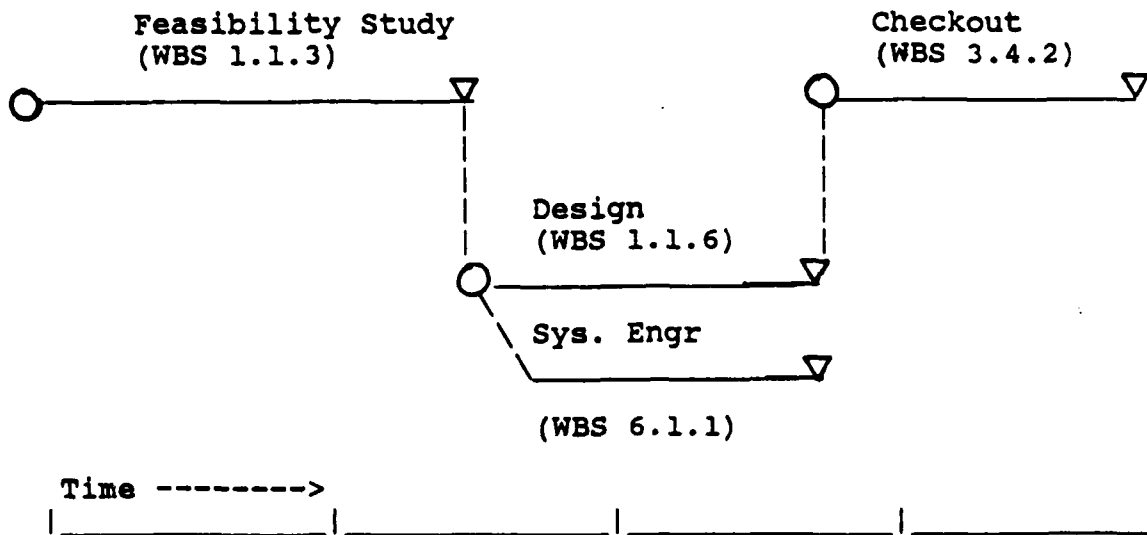 Feasibility Study
(WBS 1.1.3)
Checkout
(WBS 3.4.2)
Design
(WBS 1.1.6)
Sys. Engr
(WBS 6.1.1)
Time -------->